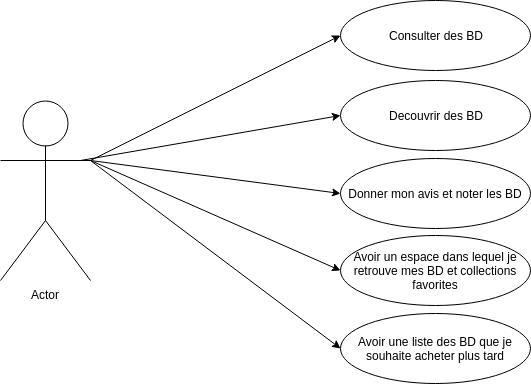 Consulter des BD
Decouvrir des BD
Donner mon avis et noter les BD
Avoir un espace dans lequel je
retrouve mes BD et collections
favorites
Actor
Avoir une liste des BD que je
souhaite acheter plus tard